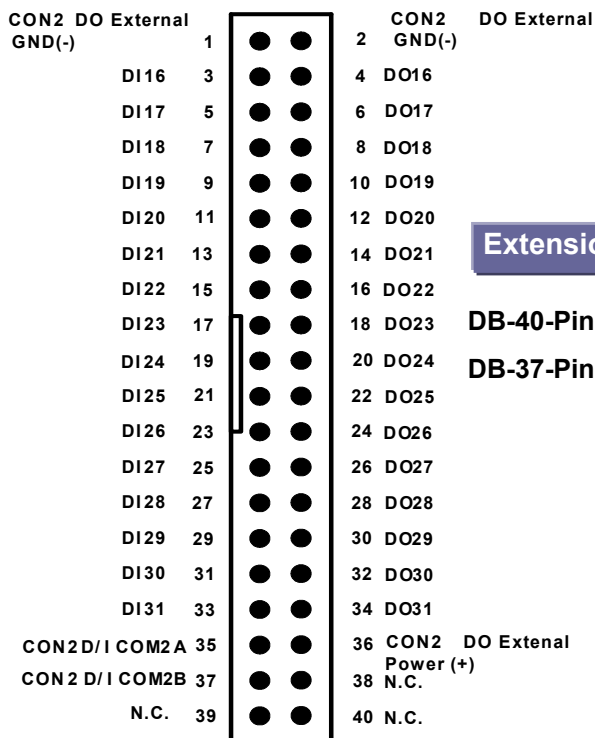 CON2 DO External GND(-) 1 2 CON2 DO External GND(-)
DI16 3 4 DO16
DI17 5 6 DO17
DI18 7 8 DO18
DI19 9 10 DO19
DI20 11 12 DO20
DI21 13 14 DO21
Extensio
DI22 15 16 DO22
DI23 17 18 DO23 DB-40-Pin
DI24 19 20 DO24 DB-37-Pin
DI25 21 22 DO25
DI26 23 24 DO26
DI27 25 26 DO27
DI28 27 28 DO28
DI29 29 30 DO29
DI30 31 32 DO30
DI31 33 34 DO31
CON2 D/I COM2A 35 36 CON2 DO Extenal Power (+)
CON2 D/I COM2B 37 38 N.C.
N.C. 39 40 N.C.